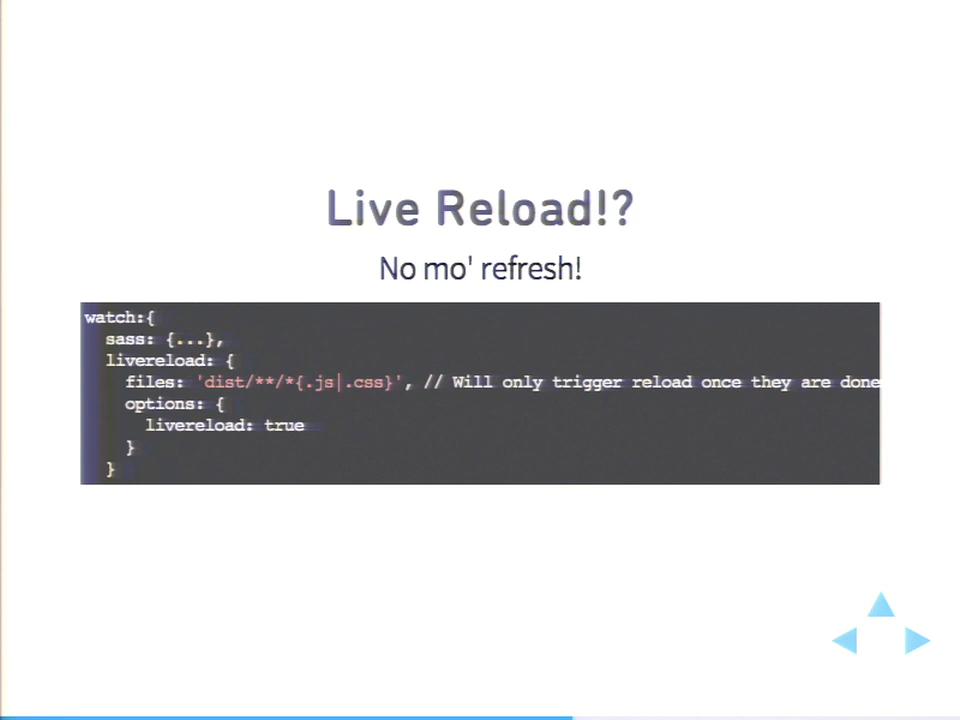 Live Reload!?
No mo' refresh!
watch:{
  sass: {...},
  livereload: {
    files: 'dist/**/*{.js|.css}', // Will only trigger reload once they are done
    options: {
      livereload: true
    }
  }